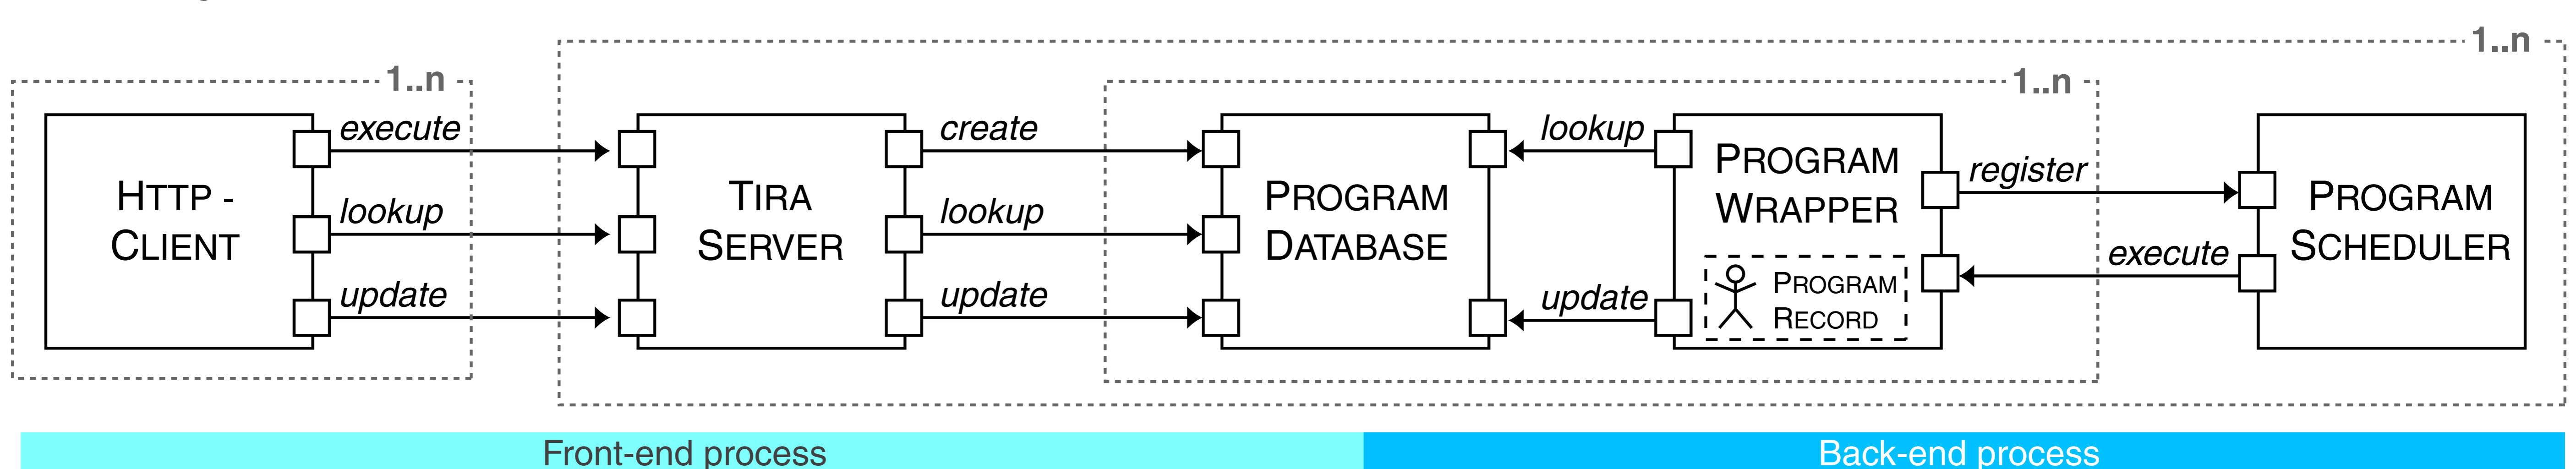 1..n
1..n
1..n
execute
create
lookup
HTTP -
CLIENT
TIRA
SERVER
PROGRAM
DATABASE
PROGRAM
WRAPPER
register
PROGRAM
SCHEDULER
lookup
lookup
execute
update
update
update
PROGRAM
RECORD
Front-end process
Back-end process